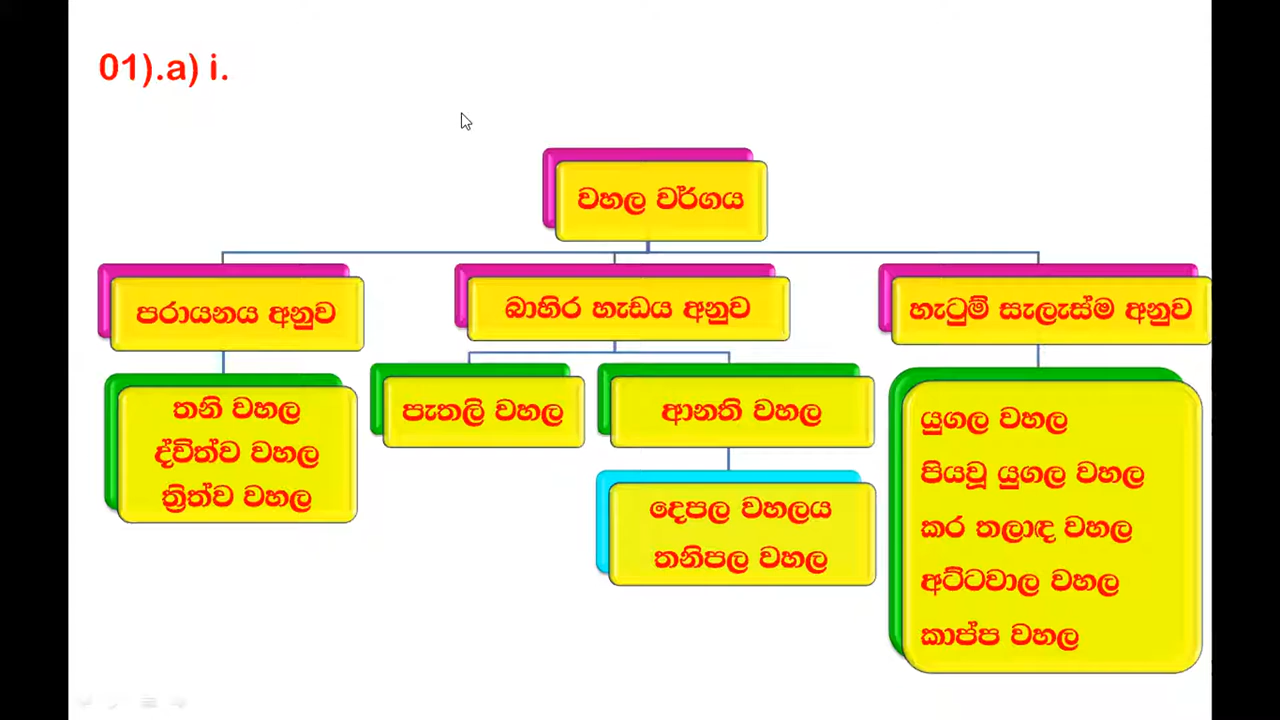 01).a) i.
වහල වර්ගය
පරායනය අනුව
බාහිර හැඩය අනුව
හැටුම් සැලැස්ම අනුව
තනි වහල
ද්විත්ව වහල
ත්‍රිත්ව වහල
පැතලි වහල
ආනති වහල
දෙපල වහලය
තනිපල වහල
යුගල වහල
පියවූ යුගල වහල
කර තලාඳ වහල
අට්ටවාල වහල
කාප්ප වහල